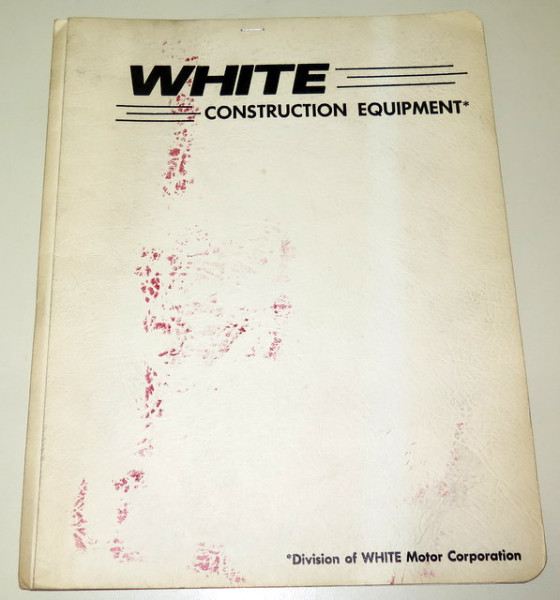 WHITE
CONSTRUCTION EQUIPMENT*
*Division of WHITE Motor Corporation